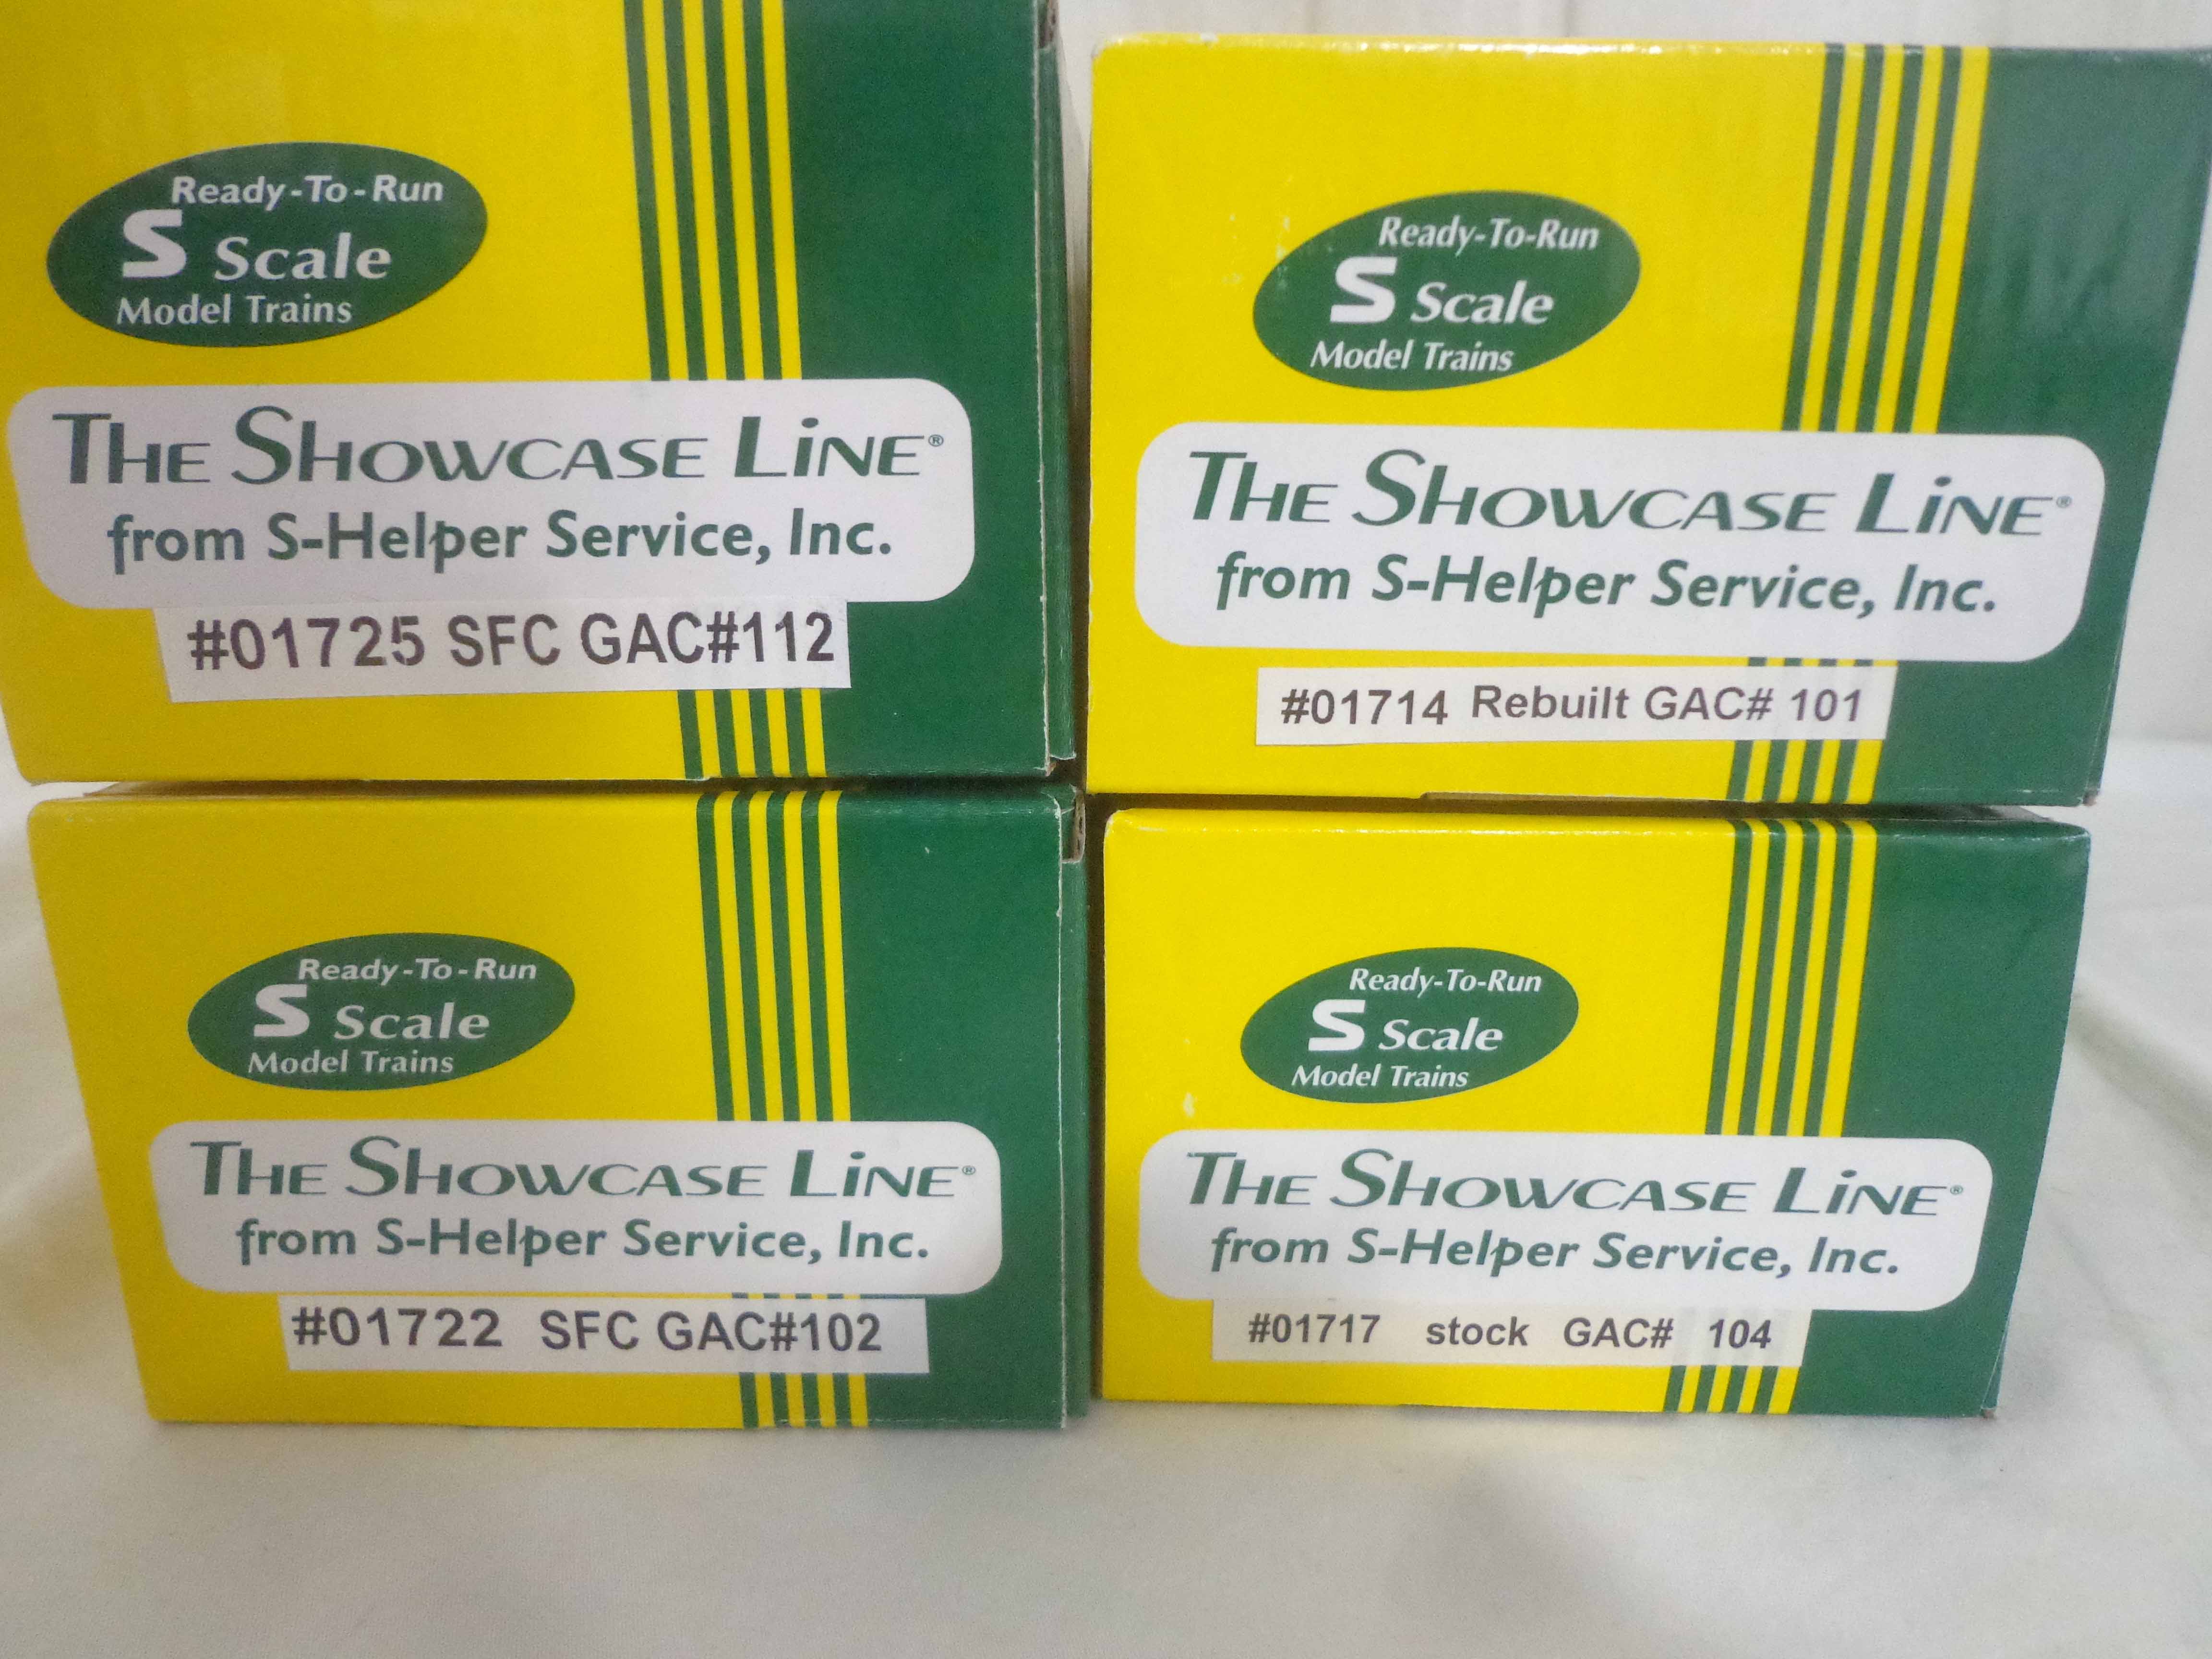 Ready-To-Run
S Scale
Model Trains
THE SHOWCASE LiNE®
from S-Helper Service, Inc.
#01725 SFC GAC#112
Ready-To-Run
S Scale
Model Trains
THE SHOWCASE LiNE®
from S-Helper Service, Inc.
#01714 Rebuilt GAC# 101
Ready-To-Run
S Scale
Model Trains
THE SHOWCASE LiNE®
from S-Helper Service, Inc.
#01722 SFC GAC#102
Ready-To-Run
S Scale
Model Trains
THE SHOWCASE LiNE®
from S-Helper Service, Inc.
#01717 stock GAC# 104